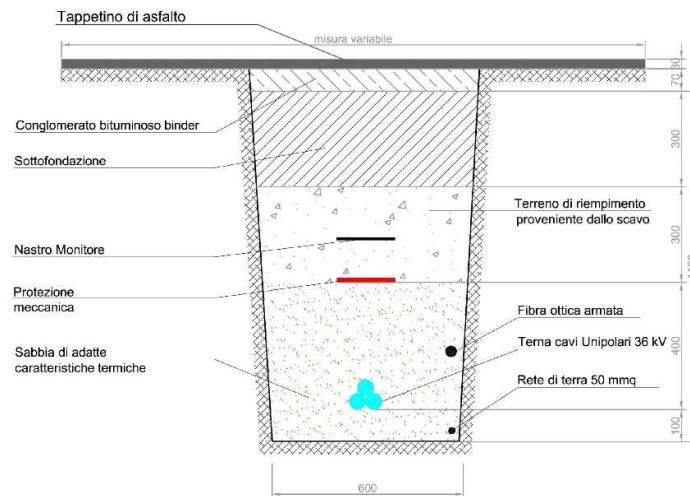 Tappetino di asfalto
misura variabile
30
70
Conglomerato bituminoso binder
300
Sottofondazione
Terreno di riempimento
proveniente dallo scavo
300
Nastro Monitore
Protezione
meccanica
Fibra ottica armata
400
Terna cavi Unipolari 36 kV
Sabbia di adatte
caratteristiche termiche
Rete di terra 50 mmq
100
600